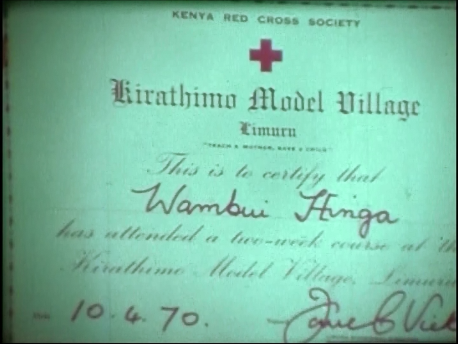 KENYA RED CROSS SOCIETY
Kirathimo Model Village
Limuru
"TEACH A MOTHER, SAVE A CHILD"
This is to certify that
Wambui Hinga
has attended a two-week course at
Kirathimo Model Village, Limuru
Date 10.4.70.